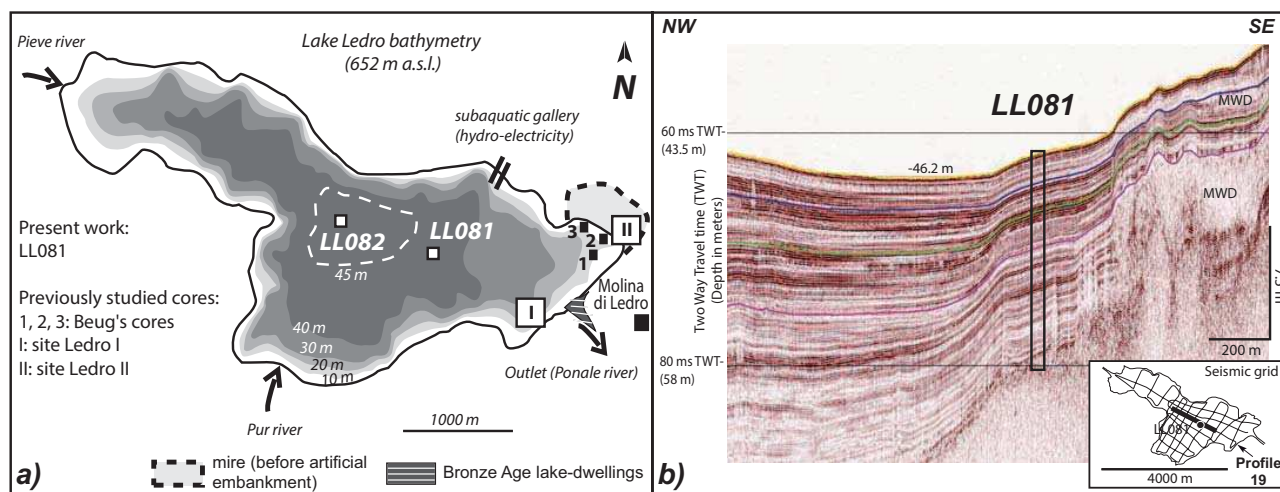 Pieve river
Lake Ledro bathymetry
(652 m a.s.l.)
N
subaquatic gallery
(hydro-electricity)
Present work:
LL081
Previously studied cores:
1, 2, 3: Beug's cores
I: site Ledro I
II: site Ledro II
LL082
45 m
LL081
3
2
1
II
I
Molina
di Ledro
40 m
30 m
20 m
10 m
Outlet (Ponale river)
Pur river
1000 m
a)
mire (before artificial
embankment)
Bronze Age lake-dwellings
NW
SE
LL081
MWD
60 ms TWT-
(43.5 m)
-46.2 m
MWD
Two Way Travel time (TWT)
(Depth in meters)
80 ms TWT-
(58 m)
200 m
Seismic grid
LL081
4000 m
Profile
19
b)